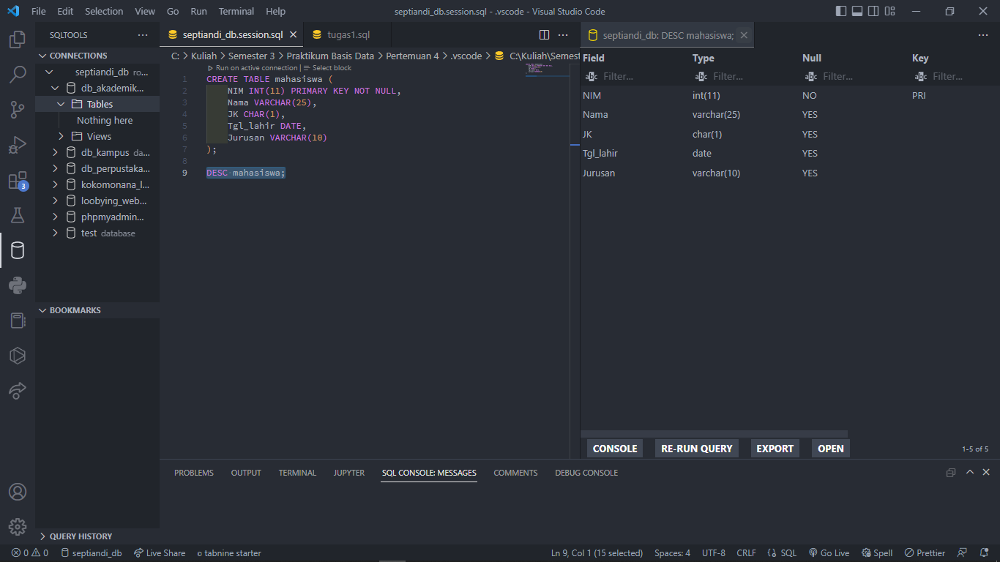 File Edit Selection View Go Run Terminal Help
septiandi_db.session.sql - .vscode - Visual Studio Code
SQLTOOLS
CONNECTIONS
septiandi_db ro...
db_akademik...
Tables
Nothing here
Views
db_kampus da...
db_perpustaka...
kokomonana_l...
loobying_web...
phpmyadmin...
test database
3
BOOKMARKS
QUERY HISTORY
septiandi_db.session.sql
tugas1.sql
C: > Kuliah > Semester 3 > Praktikum Basis Data > Pertemuan 4 > .vscode > C:\Kuliah\Semest
Run on active connection | Select block
1 CREATE TABLE mahasiswa (
2 NIM INT(11) PRIMARY KEY NOT NULL,
3 Nama VARCHAR(25),
4 JK CHAR(1),
5 Tgl_lahir DATE,
6 Jurusan VARCHAR(10)
7 );
8
9 DESC mahasiswa;
septiandi_db: DESC mahasiswa;
Field Type Null Key
abc Filter... abc Filter... abc Filter... abc Filter...
NIM int(11) NO PRI
Nama varchar(25) YES
JK char(1) YES
Tgl_lahir date YES
Jurusan varchar(10) YES
CONSOLE RE-RUN QUERY EXPORT OPEN
1-5 of 5
PROBLEMS OUTPUT TERMINAL JUPYTER SQL CONSOLE: MESSAGES COMMENTS DEBUG CONSOLE
0 0 septiandi_db Live Share tabnine starter
Ln 9, Col 1 (15 selected) Spaces: 4 UTF-8 CRLF SQL Go Live Spell Prettier